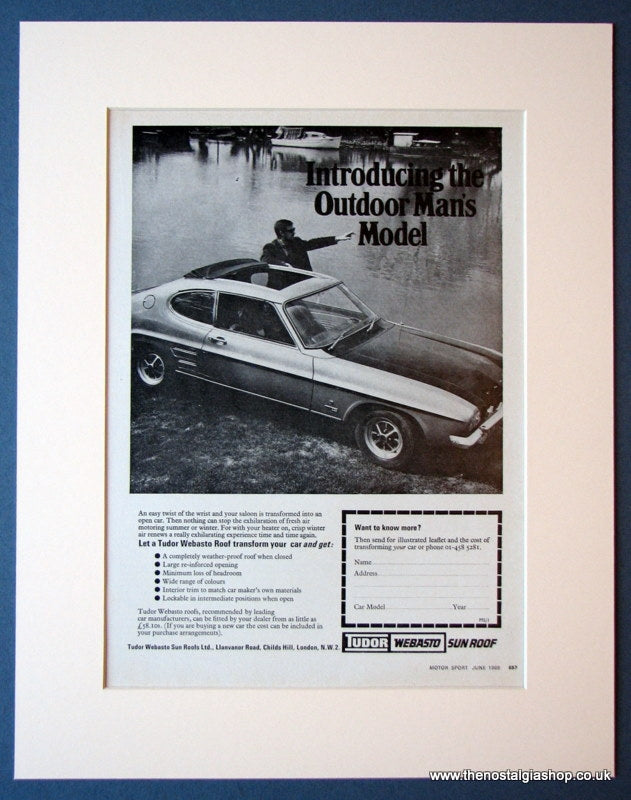 Introducing the
Outdoor Man's
Model
An easy twist of the wrist and your saloon is transformed into an
open car. Then nothing can stop the exhilaration of fresh air
motoring summer or winter. For with your heater on, crisp winter
air renews a really exhilarating experience time and time again.
Let a Tudor Webasto Roof transform your car and get:
● A completely weather-proof roof when closed
● Large re-inforced opening
● Minimum loss of headroom
● Wide range of colours
● Interior trim to match car maker's own materials
● Lockable in intermediate positions when open
Tudor Webasto roofs, recommended by leading
car manufacturers, can be fitted by your dealer from as little as
£38.10s. (If you are buying a new car the cost can be included in
your purchase arrangements).
Want to know more?
Then send for illustrated leaflet and the cost of
transforming your car or phone 01-458 5281.
Name
Address
Car Model Year
TUDOR WEBASTO SUN ROOF
Tudor Webasto Sun Roofs Ltd., Llanvanor Road, Childs Hill, London, N.W.2.
MOTOR SPORT, JUNE
www.thenostalgiashop.co.uk